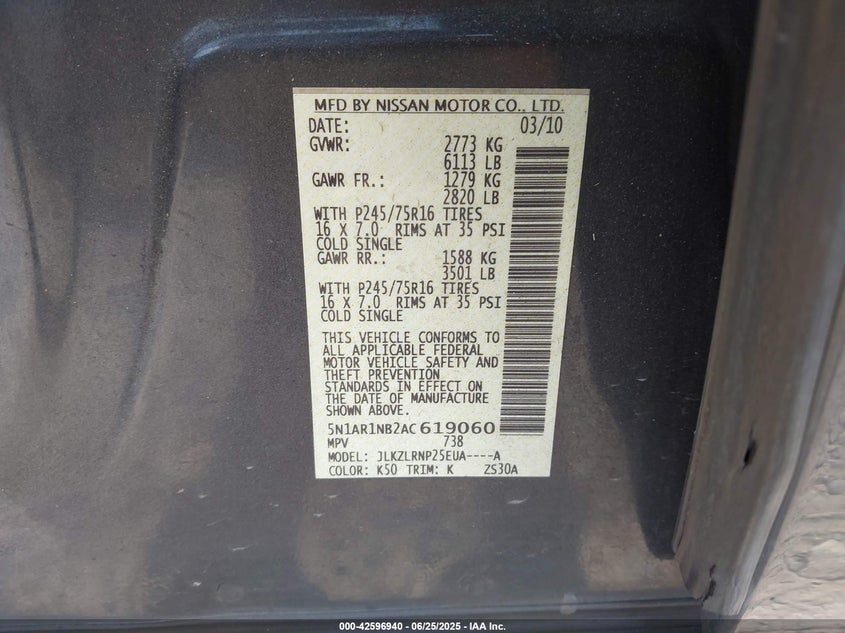 MFD BY NISSAN MOTOR CO., LTD.
DATE: 03/10
GVWR: 2773 KG
6113 LB
GAWR FR.: 1279 KG
2820 LB
WITH P245/75R16 TIRES
16 X 7.0 RIMS AT 35 PSI
COLD SINGLE
GAWR RR.: 1588 KG
3501 LB
WITH P245/75R16 TIRES
16 X 7.0 RIMS AT 35 PSI
COLD SINGLE
THIS VEHICLE CONFORMS TO
ALL APPLICABLE FEDERAL
MOTOR VEHICLE SAFETY AND
THEFT PREVENTION
STANDARDS IN EFFECT ON
THE DATE OF MANUFACTURE
SHOWN ABOVE.
5N1AR1NB2AC619060
MPV 738
MODEL: JLKZLRNP25EUA----A
COLOR: K50 TRIM: K ZS30A
000-42596940 - 06/25/2025 - IAA Inc.